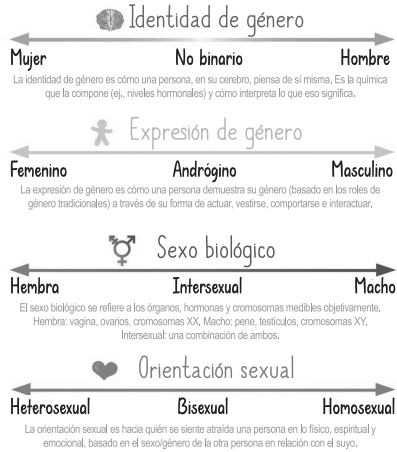 Identidad de género
Mujer No binario Hombre
La identidad de género es cómo una persona, en su cerebro, piensa de sí misma. Es la química
que la compone (ej., niveles hormonales) y cómo interpreta lo que eso significa.
Expresión de género
Femenino Andrógino Masculino
La expresión de género es cómo una persona demuestra su género (basado en los roles de
género tradicionales) a través de su forma de actuar, vestirse, comportarse e interactuar.
Sexo biológico
Hembra Intersexual Macho
El sexo biológico se refiere a los órganos, hormonas y cromosomas medibles objetivamente.
Hembra: vagina, ovarios, cromosomas XX, Macho: pene, testículos, cromosomas XY,
Intersexual: una combinación de ambos.
Orientación sexual
Heterosexual Bisexual Homosexual
La orientación sexual es hacia quién se siente atraída una persona en lo físico, espiritual y
emocional, basado en el sexo/género de la otra persona en relación con el suyo.